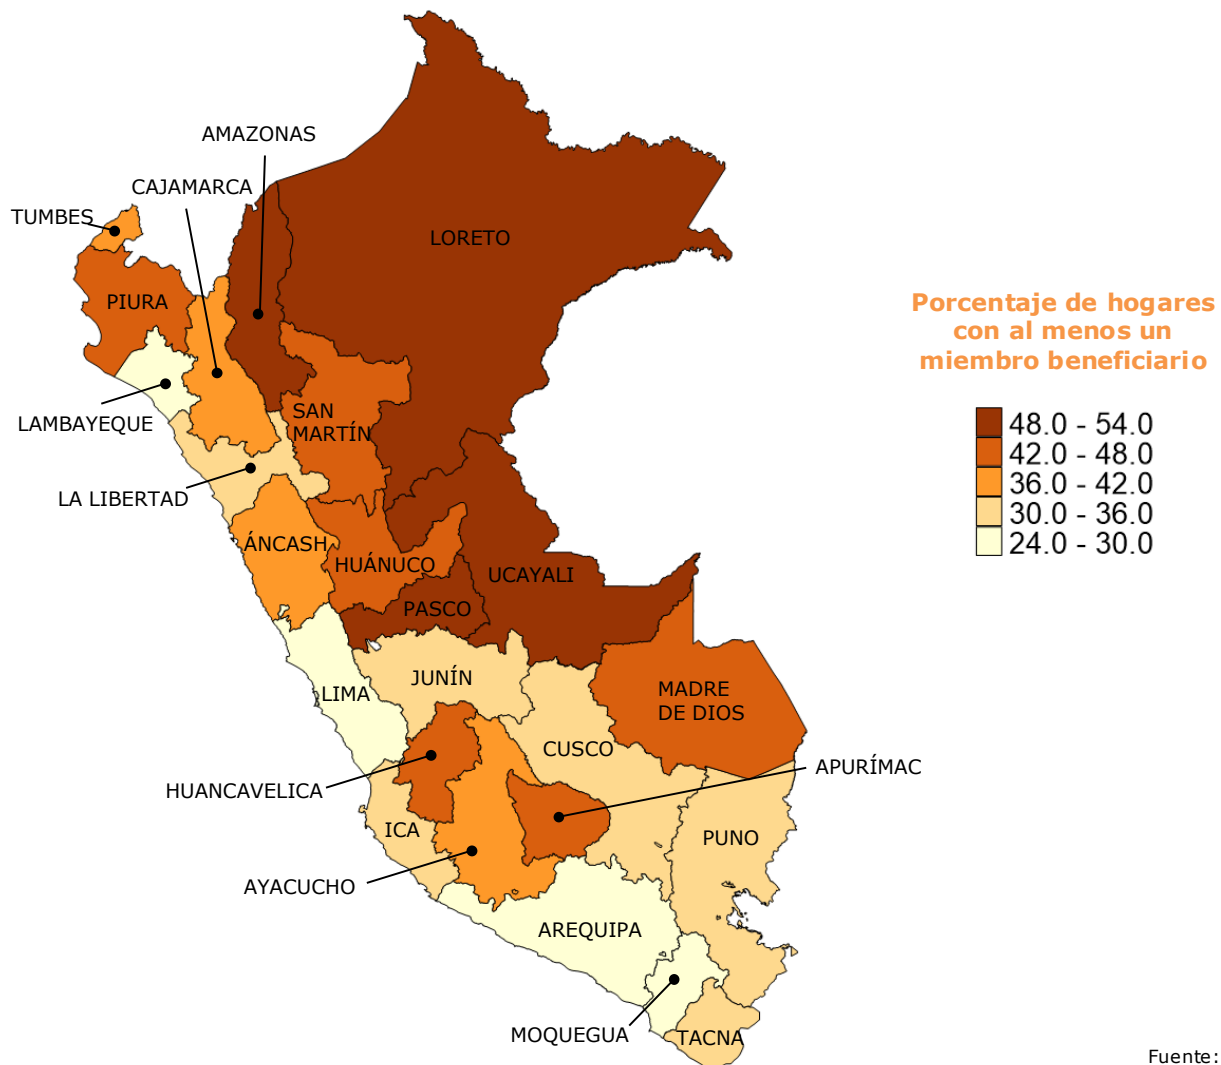 AMAZONAS
CAJAMARCA
TUMBES
LORETO
PIURA
Porcentaje de hogares
con al menos un
miembro beneficiario
LAMBAYEQUE
SAN
MARTÍN
48.0 - 54.0
42.0 - 48.0
36.0 - 42.0
30.0 - 36.0
24.0 - 30.0
LA LIBERTAD
ÁNCASH
HUÁNUCO
UCAYALI
PASCO
JUNÍN
LIMA
MADRE
DE DIOS
CUSCO
APURÍMAC
HUANCAVELICA
ICA
PUNO
AYACUCHO
AREQUIPA
MOQUEGUA
TACNA
Fuente: